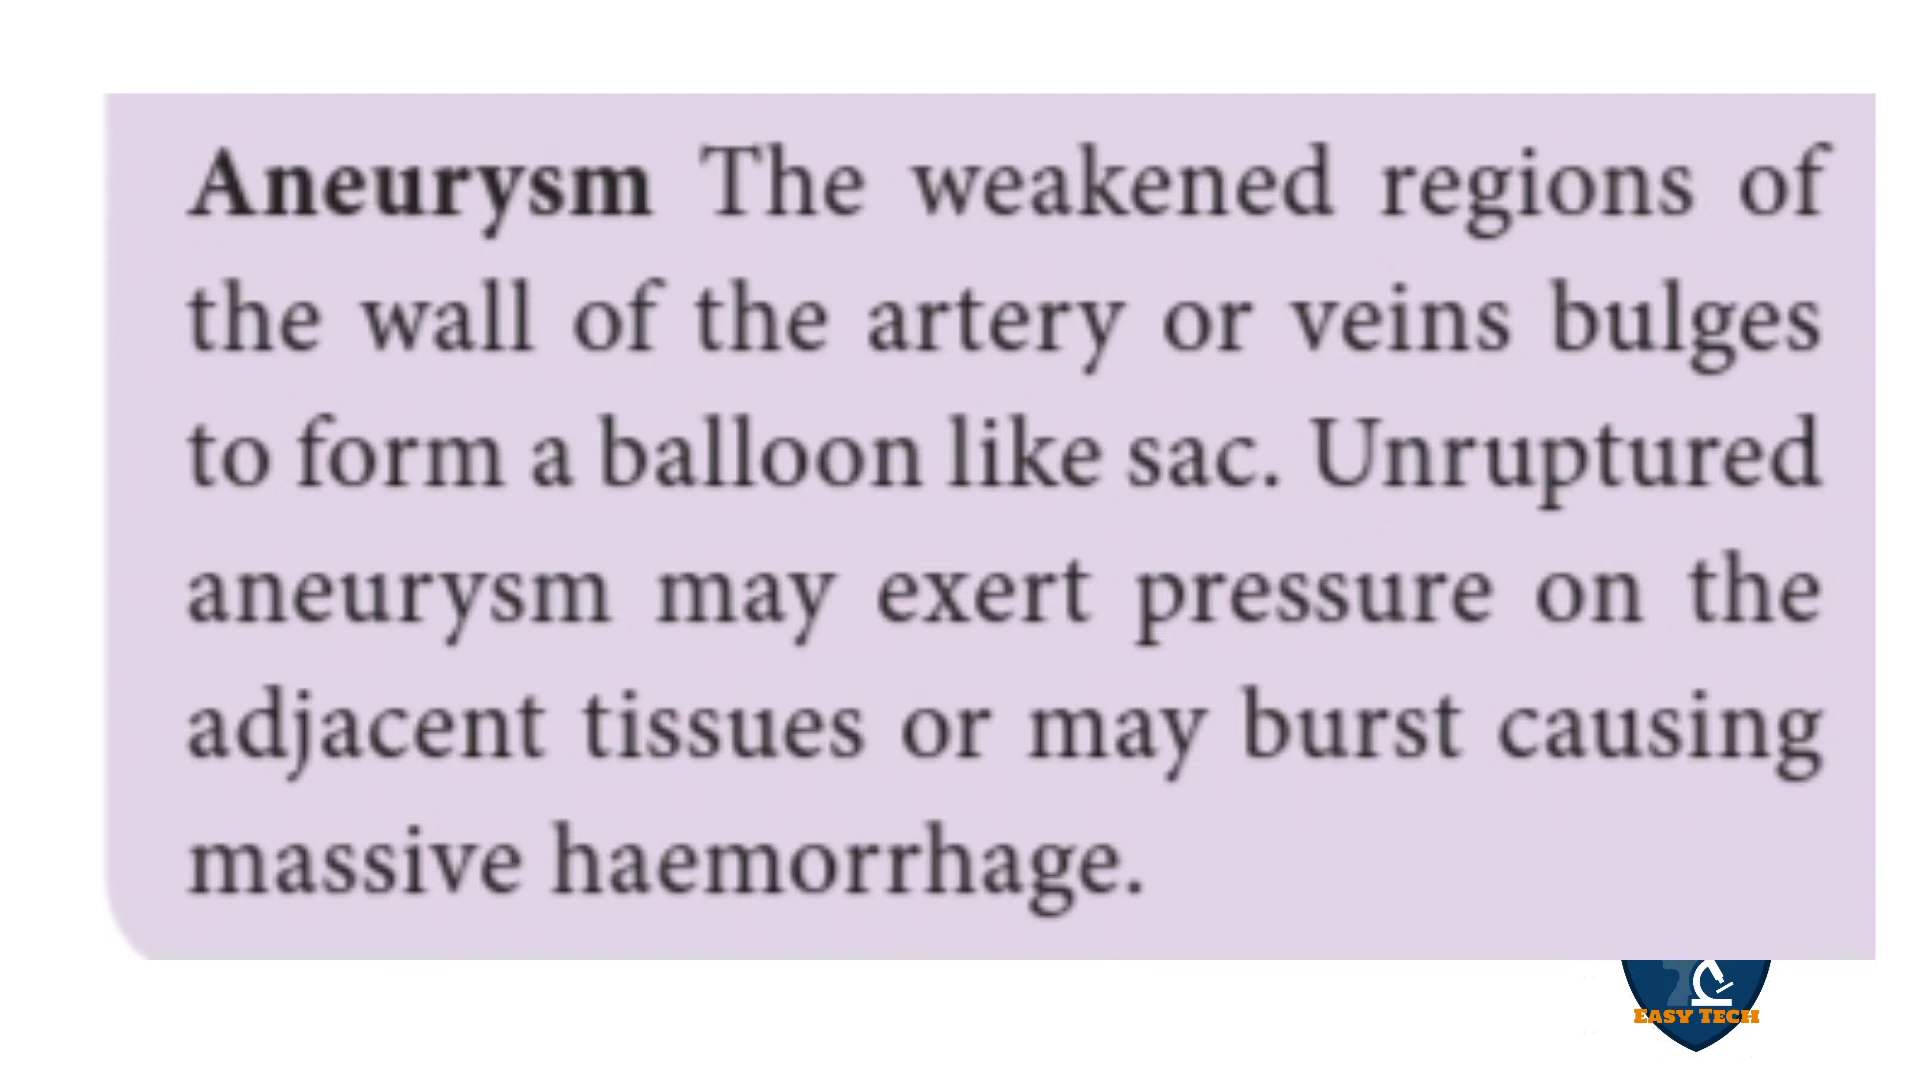 Aneurysm The weakened regions of
the wall of the artery or veins bulges
to form a balloon like sac. Unruptured
aneurysm may exert pressure on the
adjacent tissues or may burst causing
massive haemorrhage.
EASY TECH